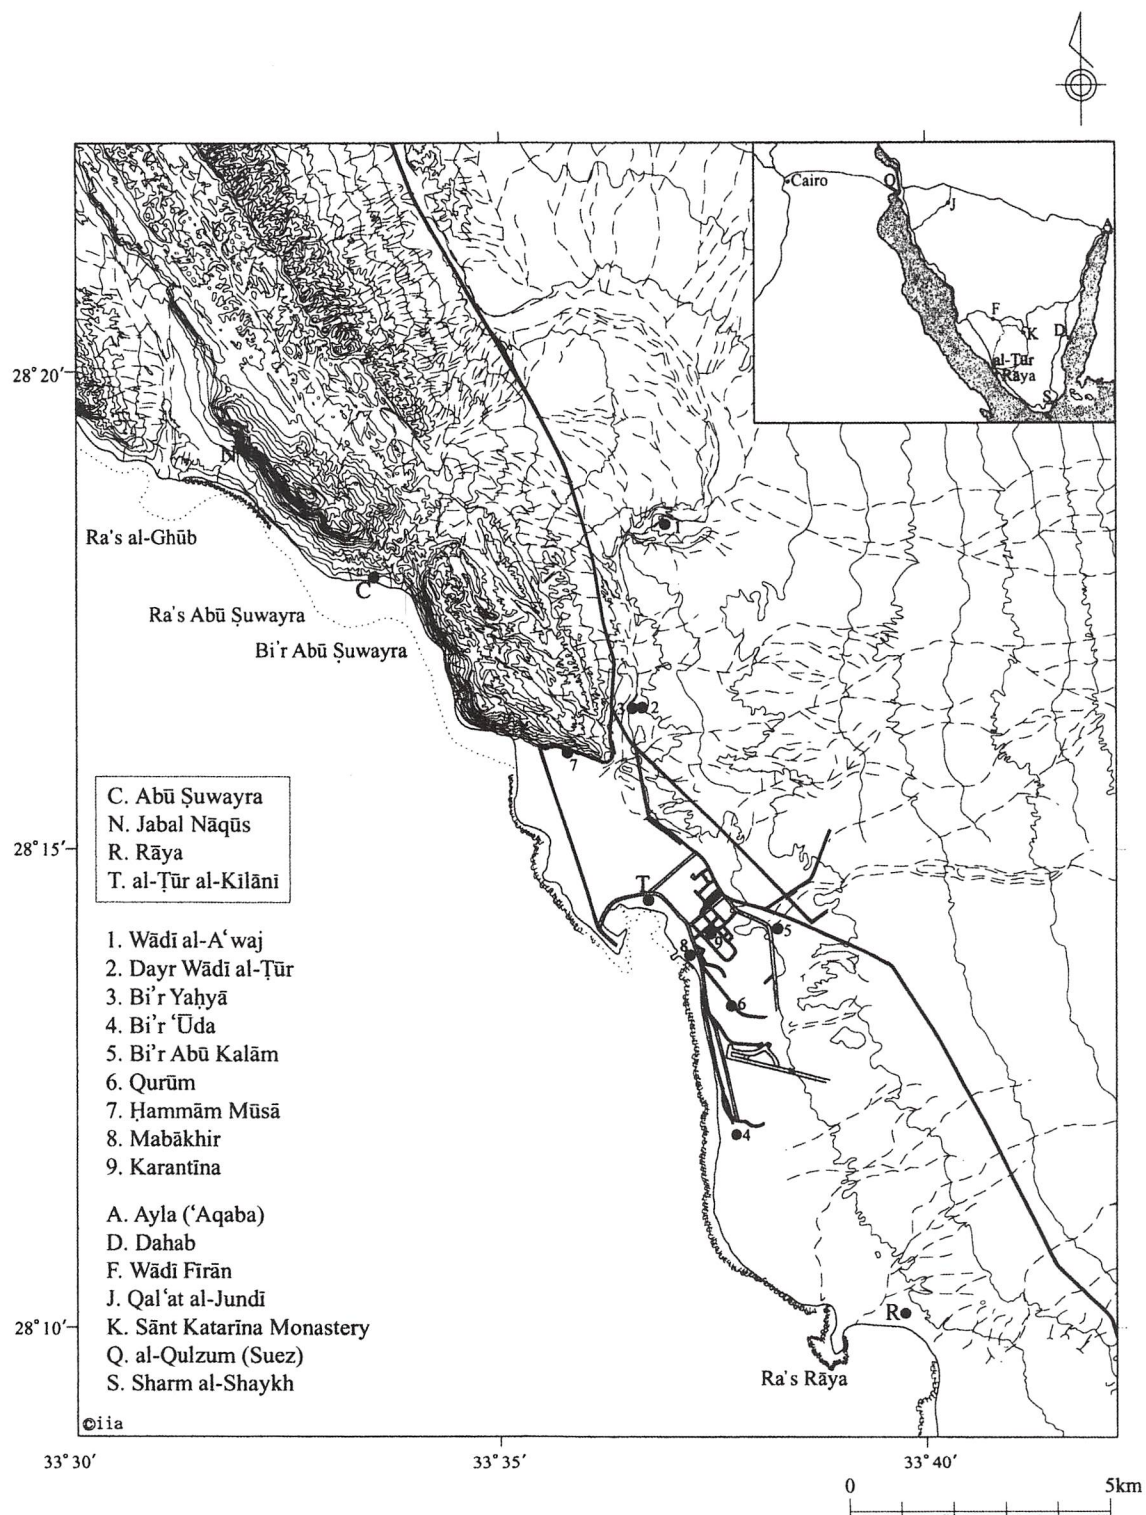 Cairo
Q
J
A
F
K
D
al-Ṭūr
Rāya
S
28°20′
N
1
Ra's al-Ghūb
C
Ra's Abū Ṣuwayra
Bi'r Abū Ṣuwayra
3 2
7
C. Abū Ṣuwayra
N. Jabal Nāqūs
R. Rāya
T. al-Ṭūr al-Kīlānī
28°15′
T
5
9
8
6
4
1. Wādī al-A‘waj
2. Dayr Wādī al-Ṭūr
3. Bi'r Yaḥyā
4. Bi'r ‘Ūda
5. Bi'r Abū Kalām
6. Qurūm
7. Ḥammām Mūsā
8. Mabākhir
9. Karantīna
A. Ayla (‘Aqaba)
D. Dahab
F. Wādī Fīrān
J. Qal‘at al-Jundī
K. Sānt Katarīna Monastery
Q. al-Qulzum (Suez)
S. Sharm al-Shaykh
28°10′
R
Ra's Rāya
©iia
33°30′ 33°35′ 33°40′
0 5km